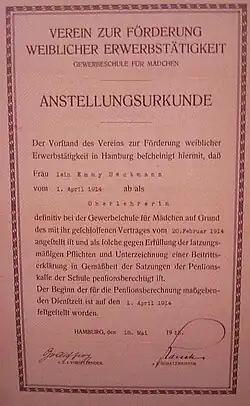 VEREIN ZUR FÖRDERUNG
WEIBLICHER ERWERBSTÄTIGKEIT
GEWERBESCHULE FÜR MÄDCHEN
ANSTELLUNGSURKUNDE
Der Vorstand des Vereins zur Förderung weiblicher
Erwerbstätigkeit in Hamburg bescheinigt hiermit, daß
Frau lein Emmy Beckmann
vom 1. April 1914 ab als
Oberlehrerin
definitiv bei der Gewerbeschule für Mädchen auf Grund
des mit ihr geschlossenen Vertrages vom 20. Februar 1914
angestellt ist und als solche gegen Erfüllung der satzungs-
mäßigen Pflichten und Unterzeichnung einer Beitritts-
erklärung in Gemäßheit der Satzungen der Pensions-
kasse der Schule pensionsberechtigt ist.
Der Beginn der für die Pensionsberechnung maßgeben-
den Dienstzeit ist auf den 1. April 1914
festgestellt worden.
HAMBURG, den 18. Mai
VORSITZENDER
SCHATZMEISTER